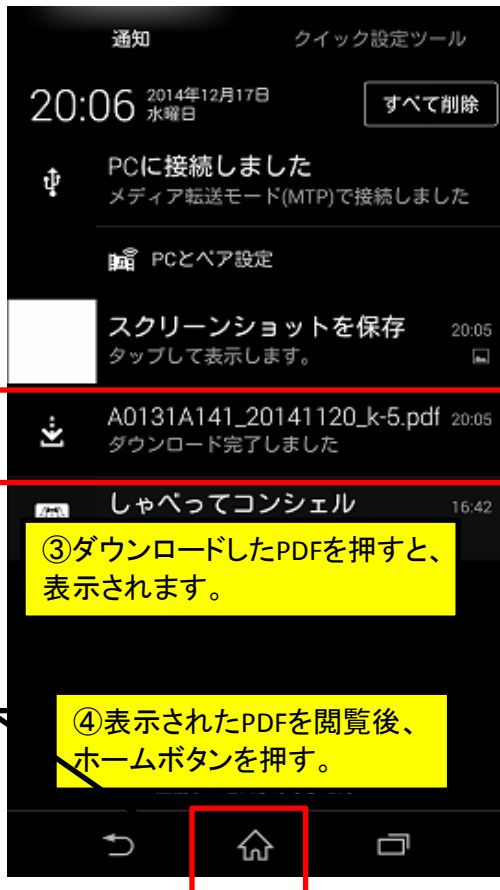 通知 クイック設定ツール
20:06 2014年12月17日
水曜日
すべて削除
PCに接続しました
メディア転送モード(MTP)で接続しました
PCとペア設定
スクリーンショットを保存 20:05
タップして表示します。
A0131A141_20141120_k-5.pdf 20:05
ダウンロード完了しました
しゃべってコンシェル 16:42
③ダウンロードしたPDFを押すと、
表示されます。
④表示されたPDFを閲覧後、
ホームボタンを押す。